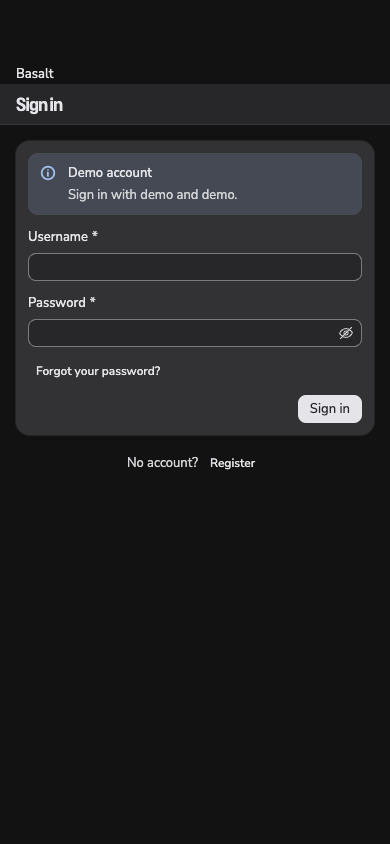 Basalt
Sign in
Demo account
Sign in with demo and demo.
Username *
Password *
Forgot your password?
Sign in
No account? Register